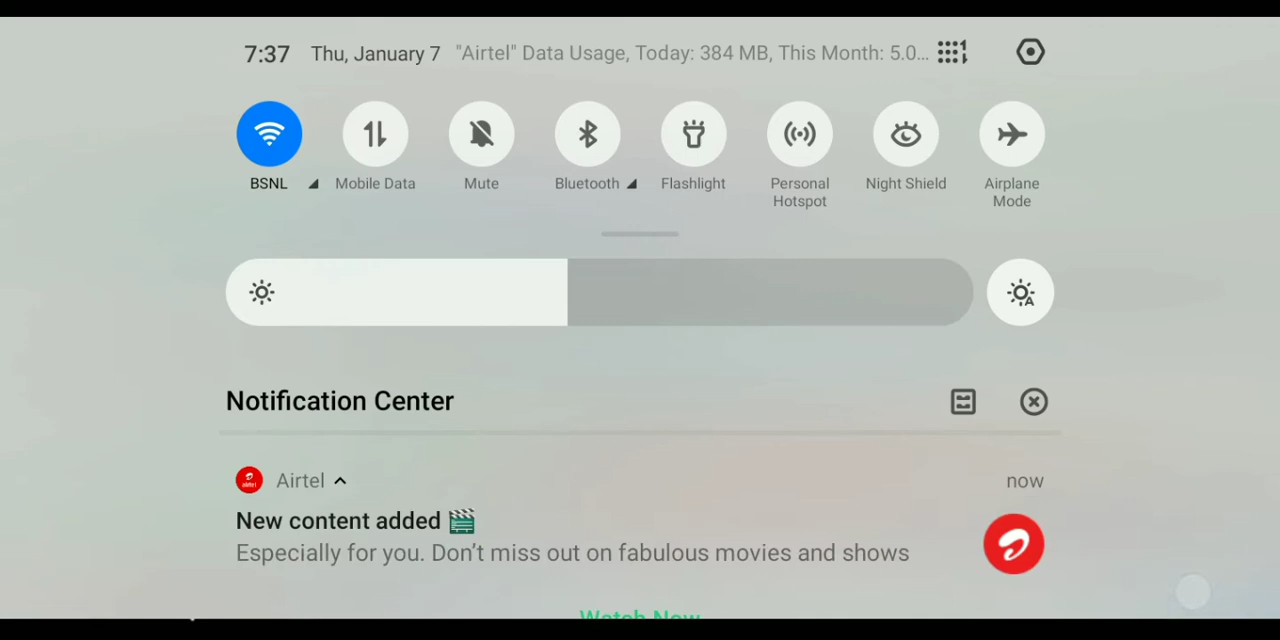 7:37 Thu, January 7 "Airtel" Data Usage, Today: 384 MB, This Month: 5.0...
BSNL Mobile Data Mute Bluetooth Flashlight Personal Hotspot Night Shield Airplane Mode
Notification Center
Airtel now
New content added
Especially for you. Don't miss out on fabulous movies and shows
Watch Now